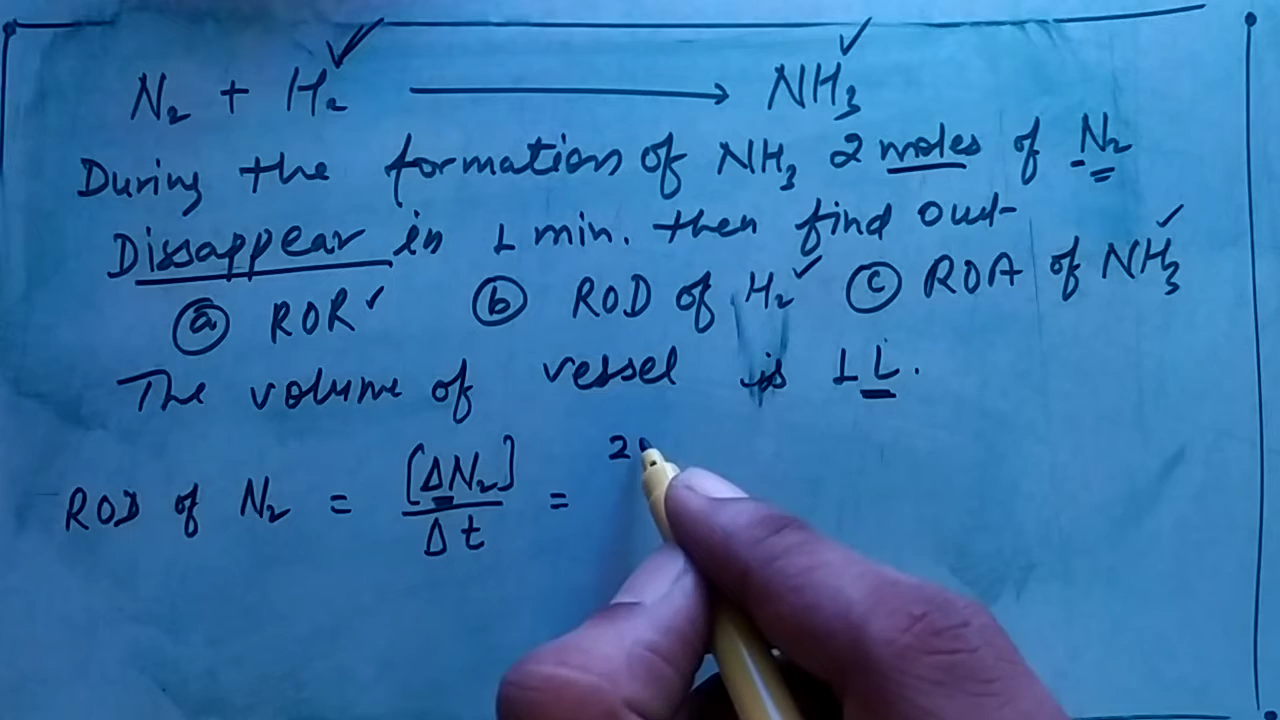 N₂ + H₂ ⟶ NH₃
During the formation of NH₃ 2 moles of N₂
Dissappear in 1 min. then find out
ⓐ ROR ⓑ ROD of H₂ ⓒ ROA of NH₃
The volume of vessel is 1 L.
ROD of N₂ = [ΔN₂] / Δt = 2